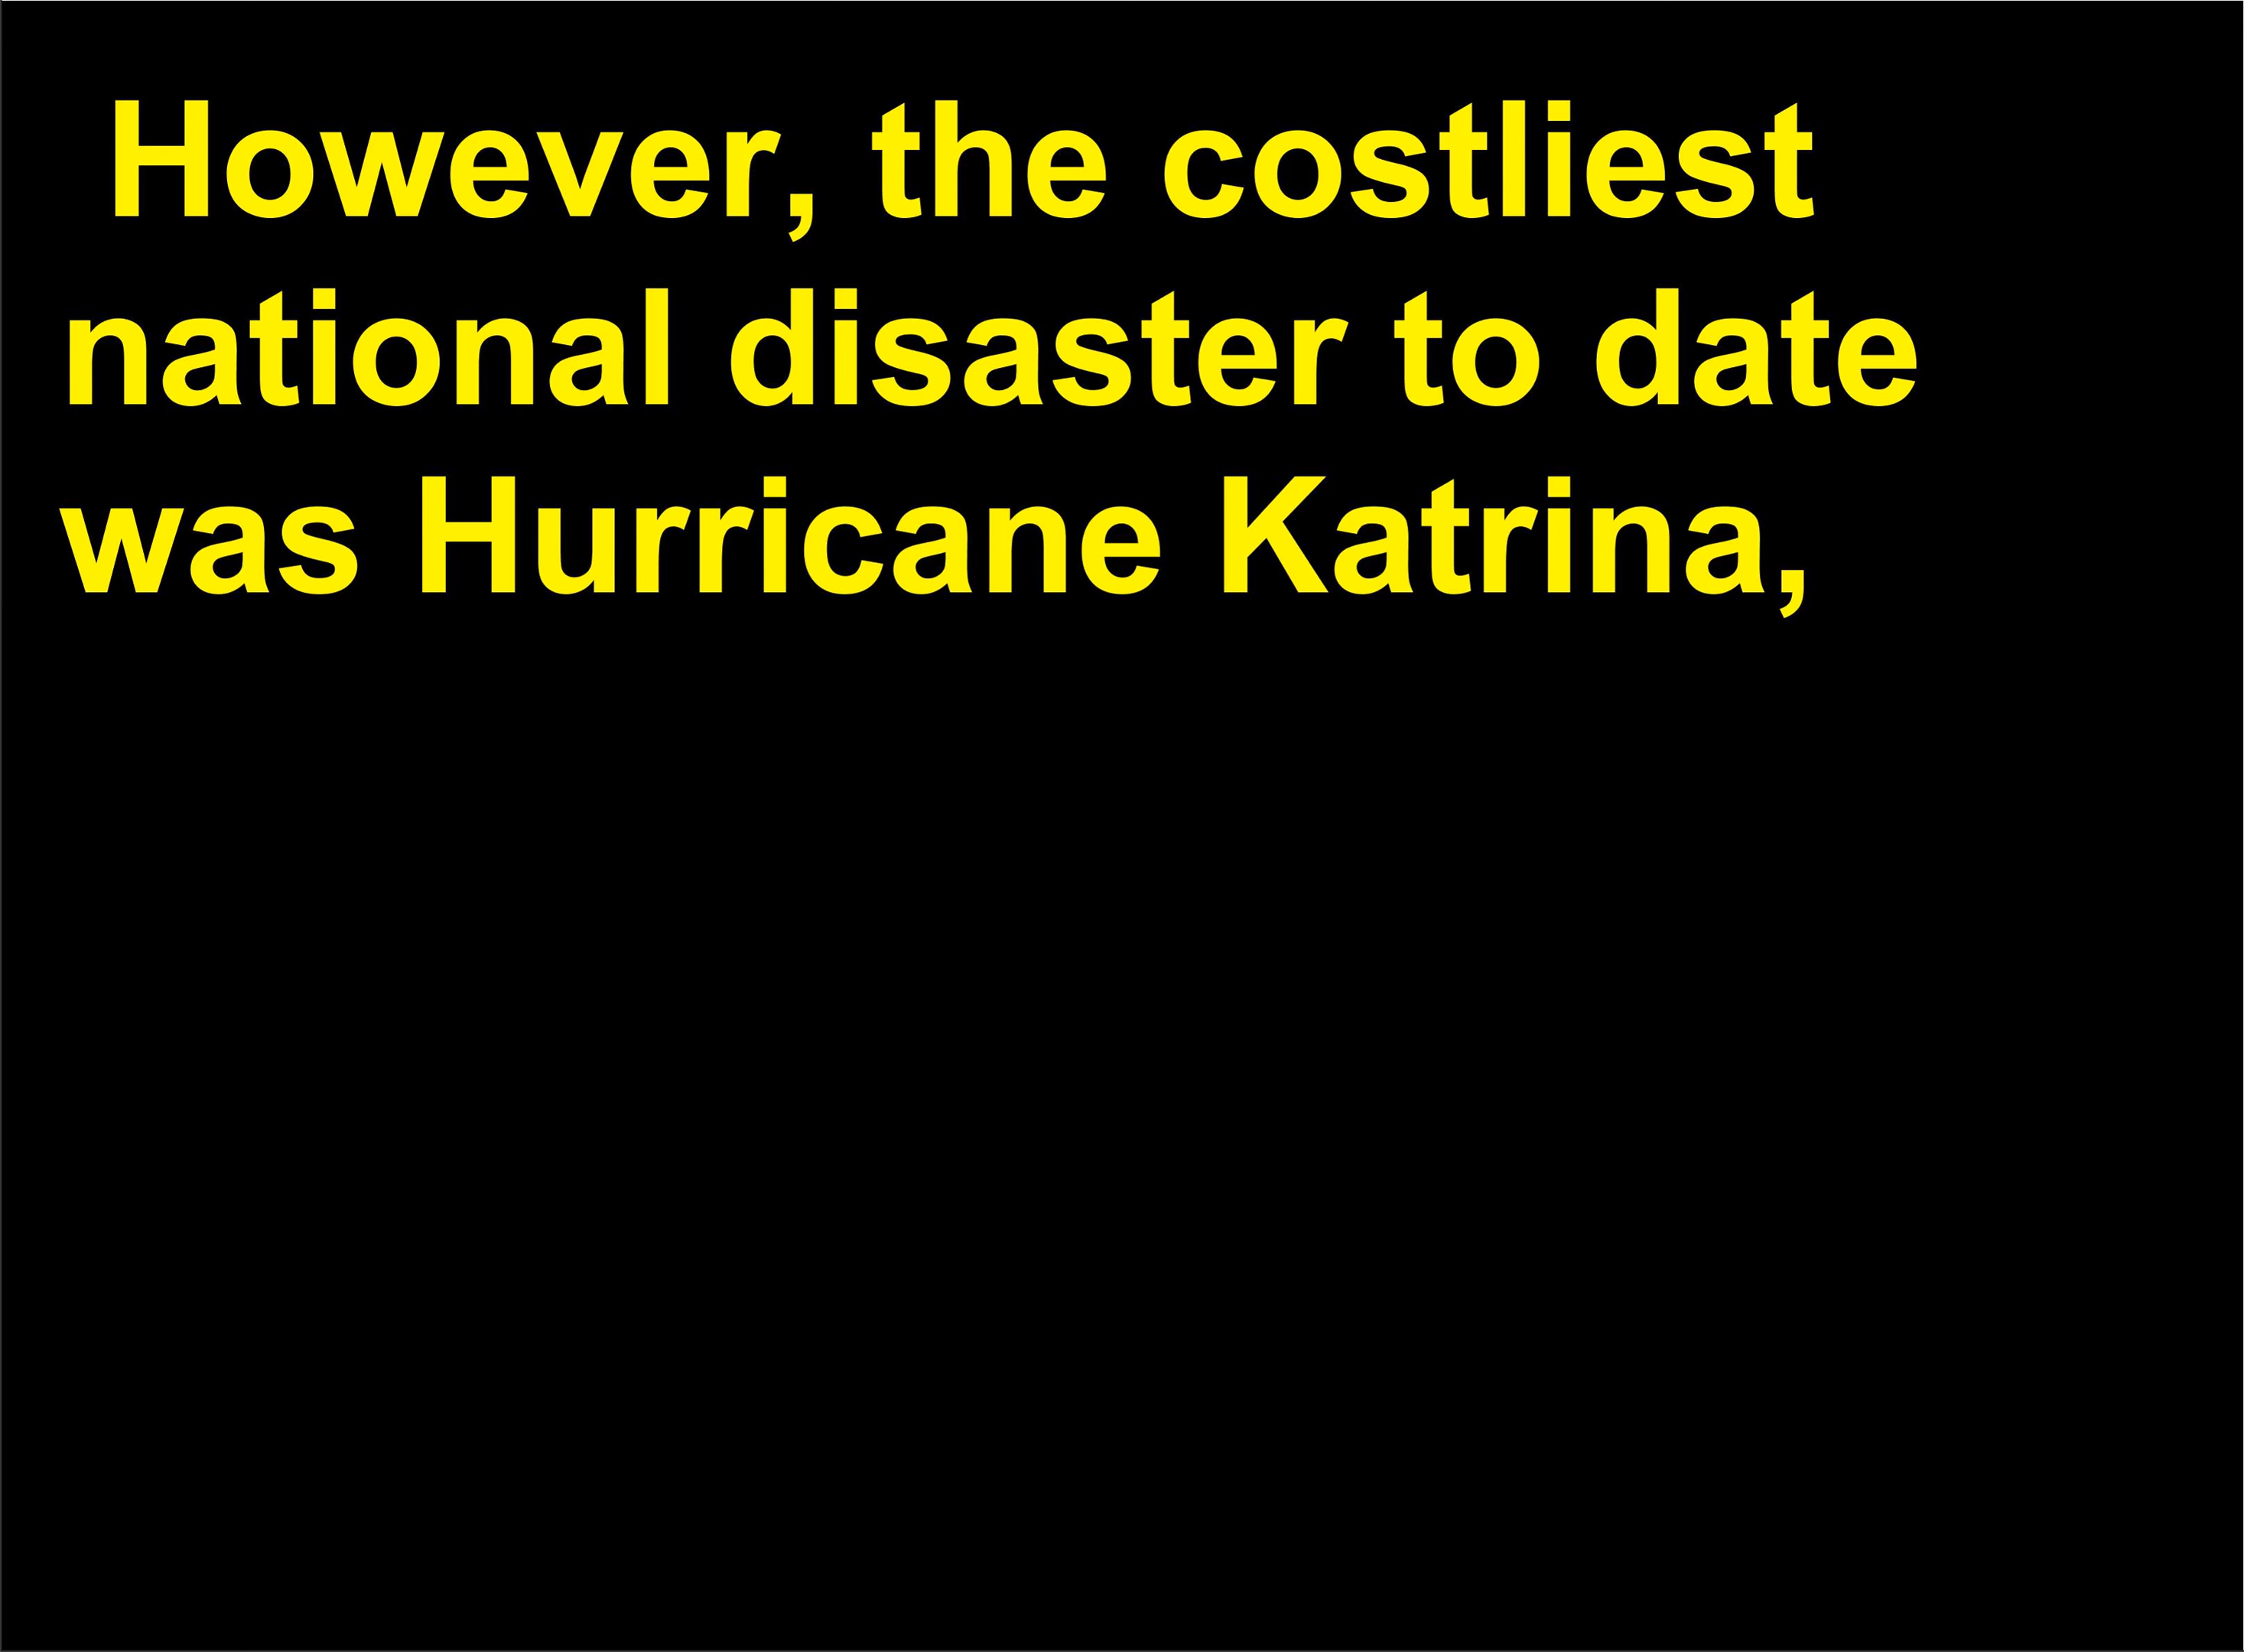 However, the costliest
national disaster to date
was Hurricane Katrina,